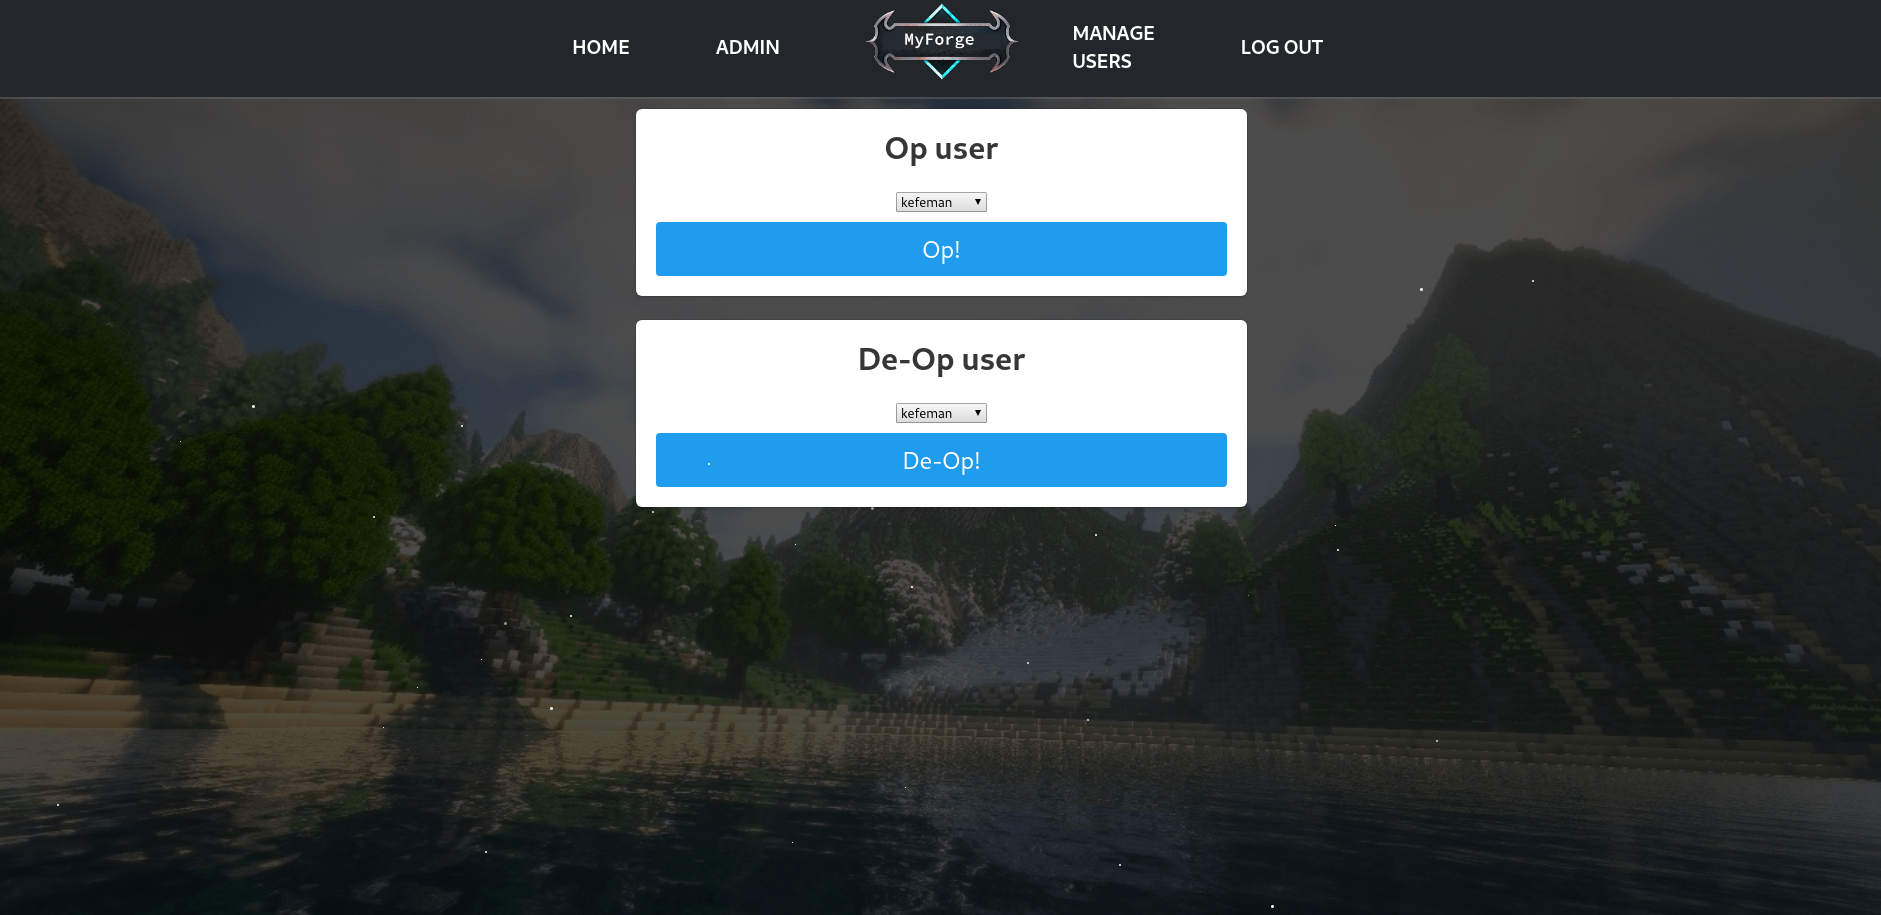 HOME
ADMIN
MyForge
MANAGE
USERS
LOG OUT
Op user
kefeman
Op!
De-Op user
kefeman
De-Op!